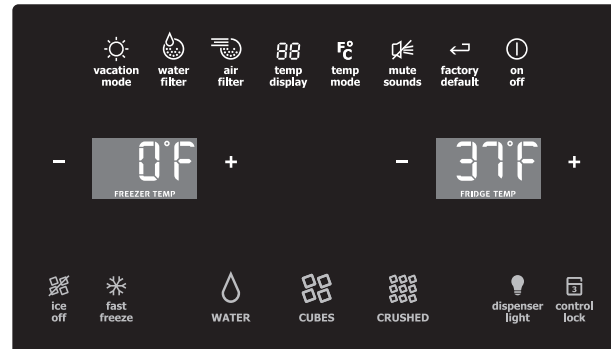 88 F°C
vacation mode
water filter
air filter
temp display
temp mode
mute sounds
factory default
on off
- 0°F +
FREEZER TEMP
- 37°F +
FRIDGE TEMP
3
ice off
fast freeze
WATER
CUBES
CRUSHED
dispenser light
control lock